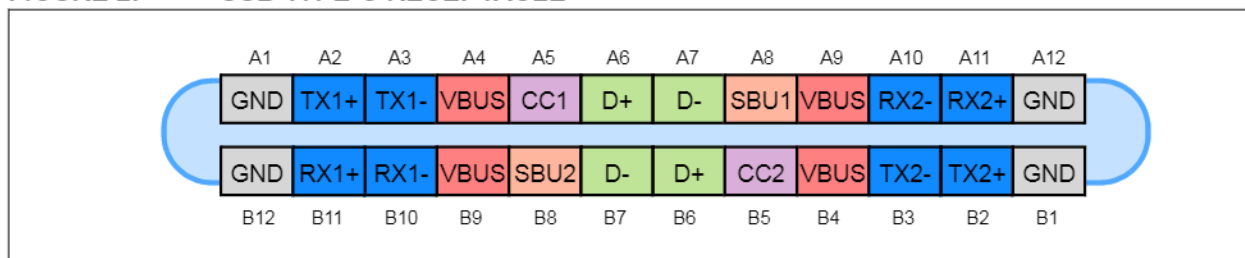 A1 A2 A3 A4 A5 A6 A7 A8 A9 A10 A11 A12
GND TX1+ TX1- VBUS CC1 D+ D- SBU1 VBUS RX2- RX2+ GND
GND RX1+ RX1- VBUS SBU2 D- D+ CC2 VBUS TX2- TX2+ GND
B12 B11 B10 B9 B8 B7 B6 B5 B4 B3 B2 B1